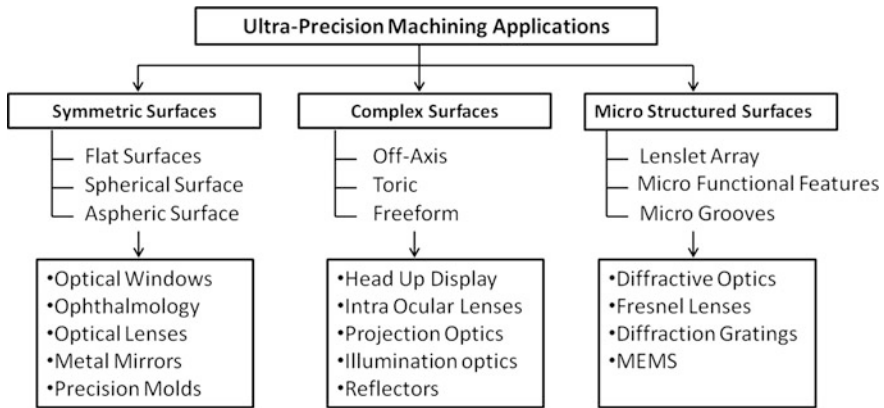 Ultra-Precision Machining Applications
Symmetric Surfaces
Flat Surfaces
Spherical Surface
Aspheric Surface
•Optical Windows
•Ophthalmology
•Optical Lenses
•Metal Mirrors
•Precision Molds
Complex Surfaces
Off-Axis
Toric
Freeform
•Head Up Display
•Intra Ocular Lenses
•Projection Optics
•Illumination optics
•Reflectors
Micro Structured Surfaces
Lenslet Array
Micro Functional Features
Micro Grooves
•Diffractive Optics
•Fresnel Lenses
•Diffraction Gratings
•MEMS